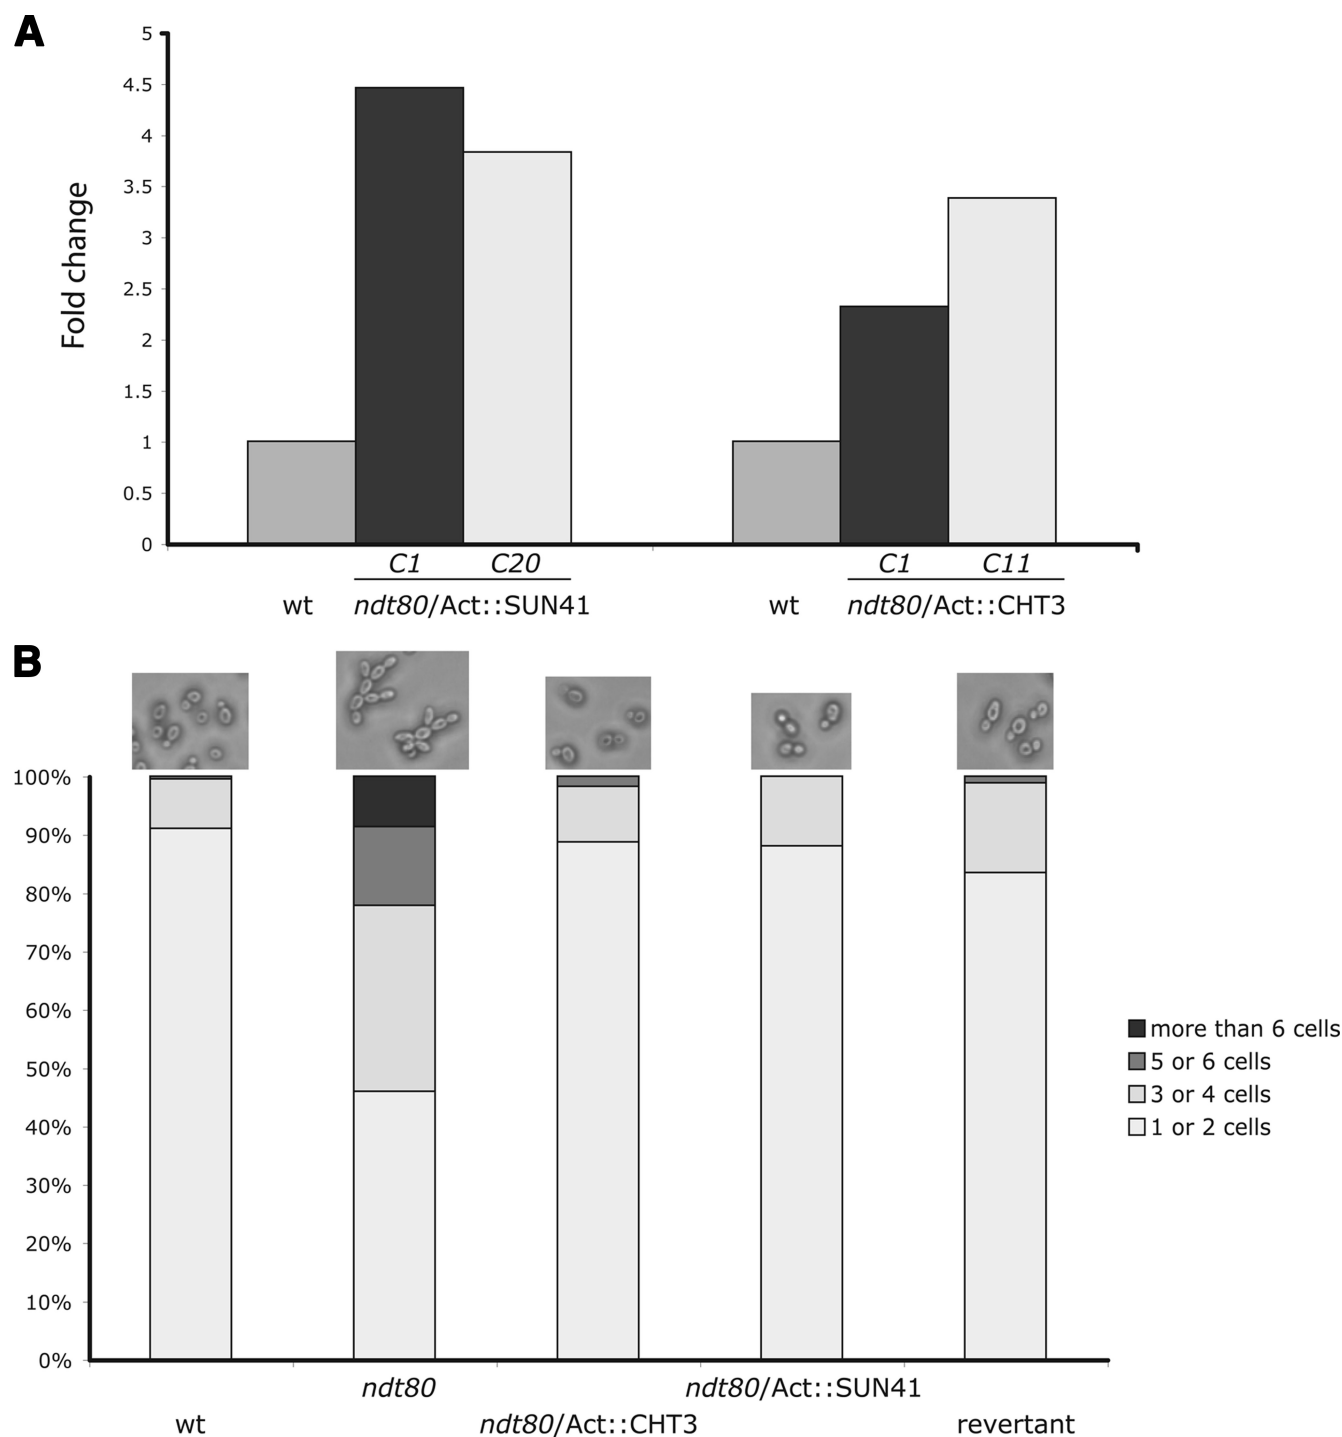 A
5
4.5
4
3.5
3
2.5
2
1.5
1
0.5
0
Fold change
C1 C20 C1 C11
wt ndt80/Act::SUN41 wt ndt80/Act::CHT3
B
100%
90%
80%
70%
60%
50%
40%
30%
20%
10%
0%
more than 6 cells
5 or 6 cells
3 or 4 cells
1 or 2 cells
ndt80 ndt80/Act::SUN41
wt ndt80/Act::CHT3 revertant